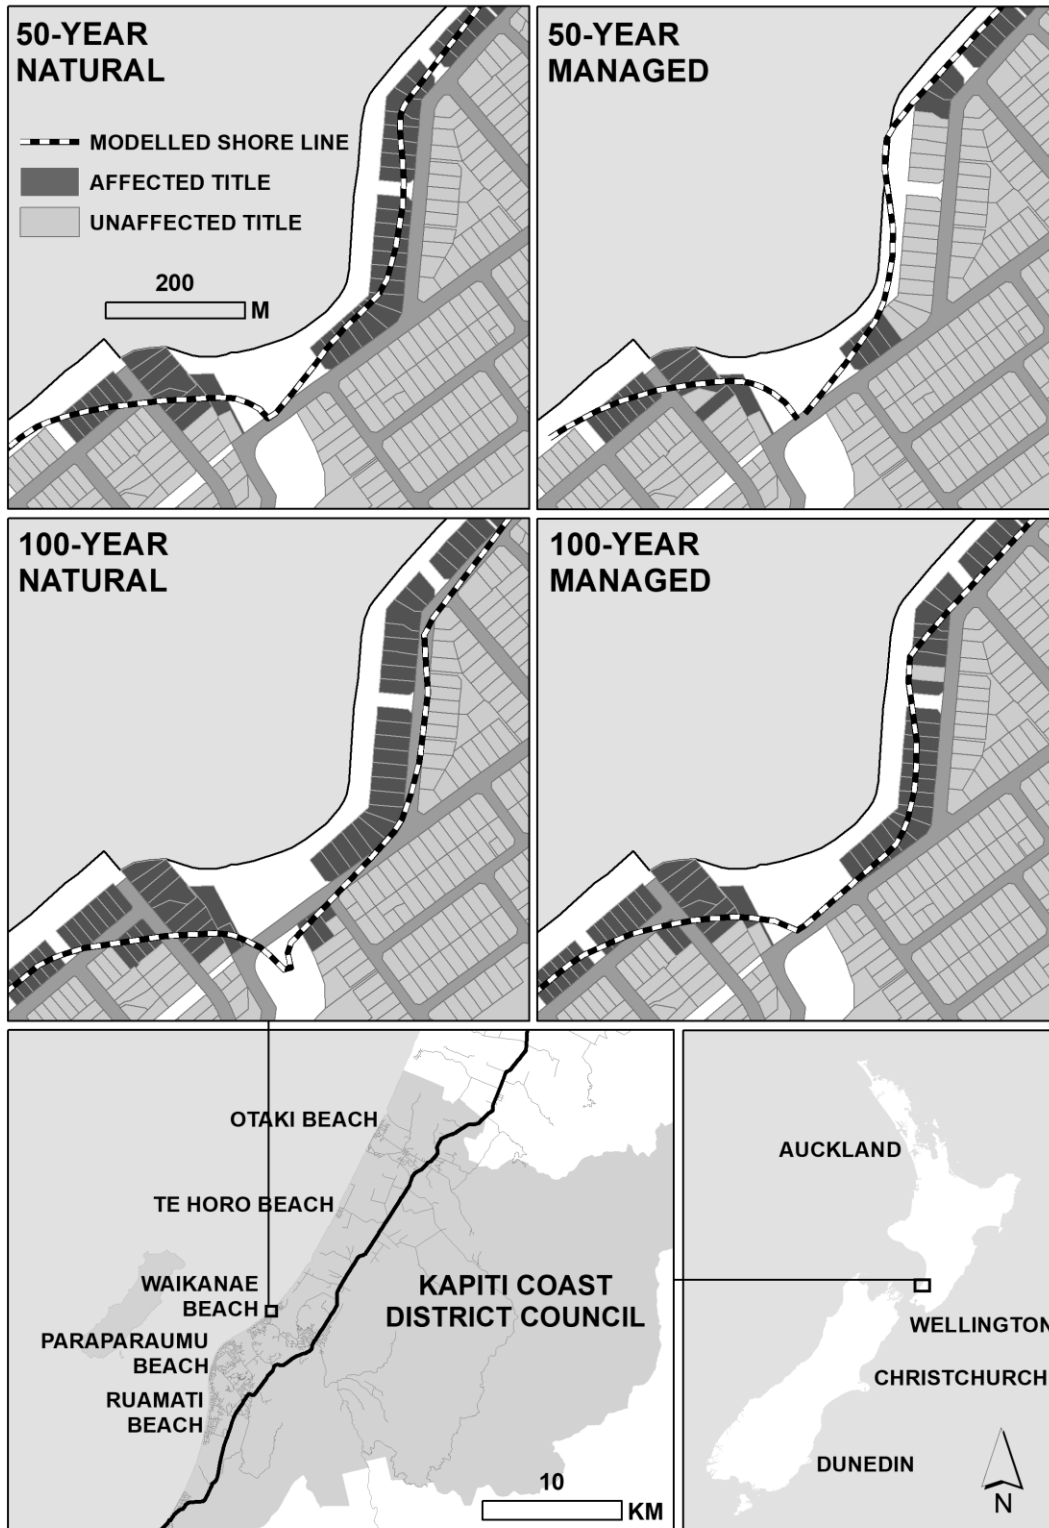 50-YEAR
NATURAL
MODELLED SHORE LINE
AFFECTED TITLE
UNAFFECTED TITLE
200
M
50-YEAR
MANAGED
100-YEAR
NATURAL
100-YEAR
MANAGED
OTAKI BEACH
TE HORO BEACH
WAIKANAE
BEACH
PARAPARAUMU
BEACH
RUAMATI
BEACH
KAPITI COAST
DISTRICT COUNCIL
10
KM
AUCKLAND
WELLINGTON
CHRISTCHURCH
DUNEDIN
N